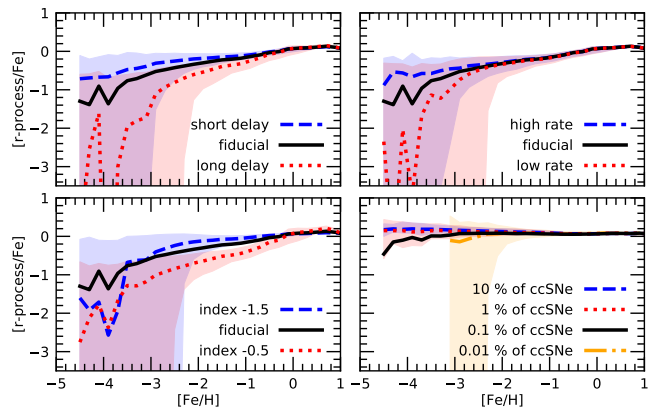 1
0
−1
−2
−3
[r-process/Fe]
short delay
fiducial
long delay
high rate
fiducial
low rate
1
0
−1
−2
−3
[r-process/Fe]
index -1.5
fiducial
index -0.5
10 % of ccSNe
1 % of ccSNe
0.1 % of ccSNe
0.01 % of ccSNe
−5 −4 −3 −2 −1 0 1
−5 −4 −3 −2 −1 0 1
[Fe/H]
[Fe/H]